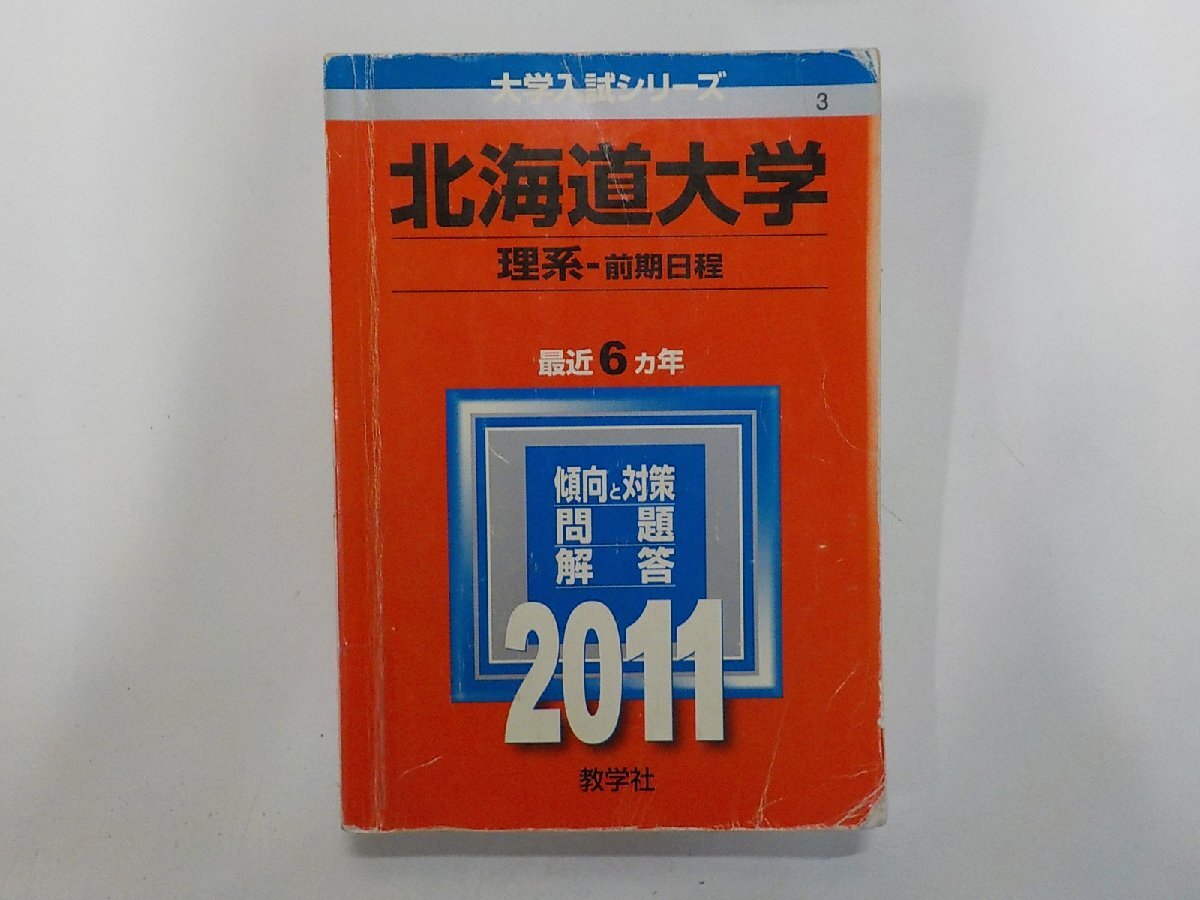 大学入試シリーズ
3
北海道大学
理系-前期日程
最近6カ年
傾向と対策
問題
解答
2011
教学社